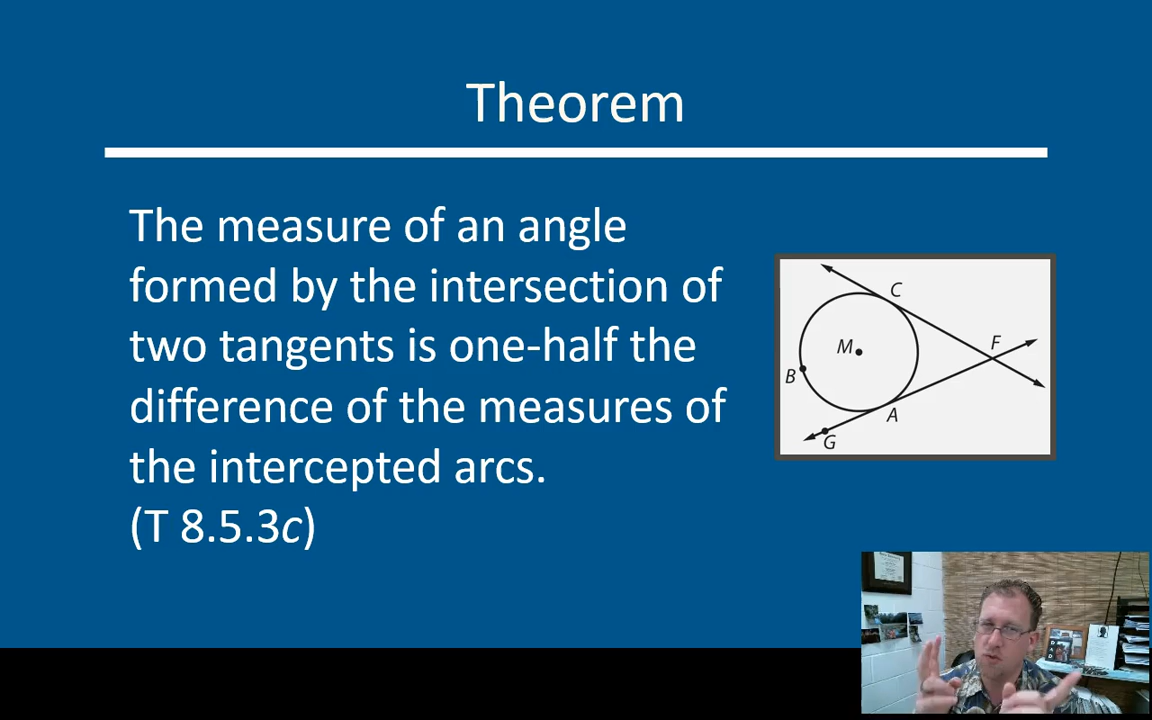 Theorem
The measure of an angle
formed by the intersection of
two tangents is one-half the
difference of the measures of
the intercepted arcs.
(T 8.5.3c)
C
M
F
B
A
G